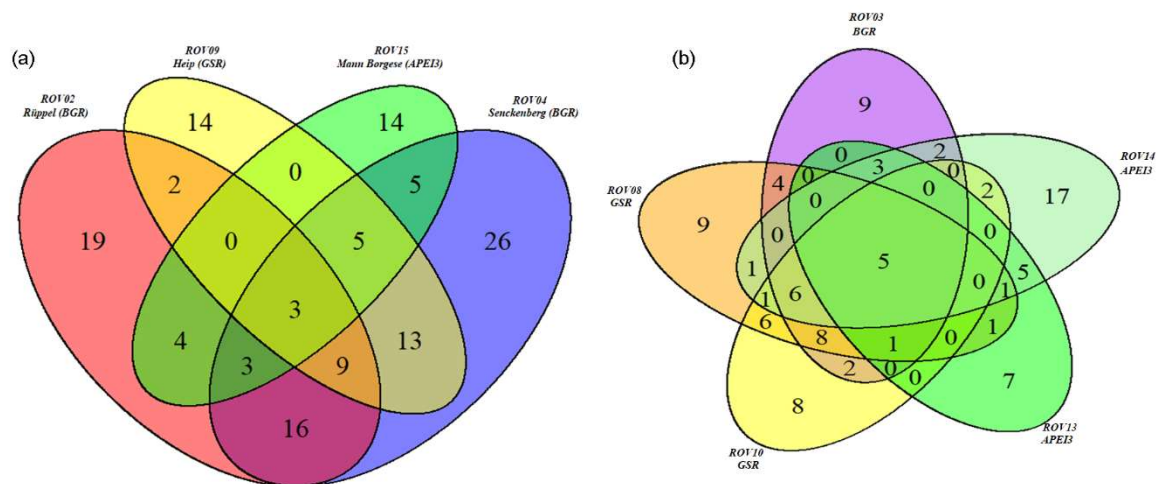 (a)
ROV02
Rüppel (BGR)
ROV09
Heip (GSR)
ROV15
Mann Borgese (APEI3)
ROV04
Senckenberg (BGR)
14
14
2
0
5
19
0
5
26
3
4
3
9
13
16
(b)
ROV03
BGR
ROV14
APEI3
ROV08
GSR
ROV13
APEI3
ROV10
GSR
9
0
3
2
0
4
0
0
2
17
0
9
0
0
5
1
6
0
5
1
1
6
8
1
0
1
2
0
0
8
7